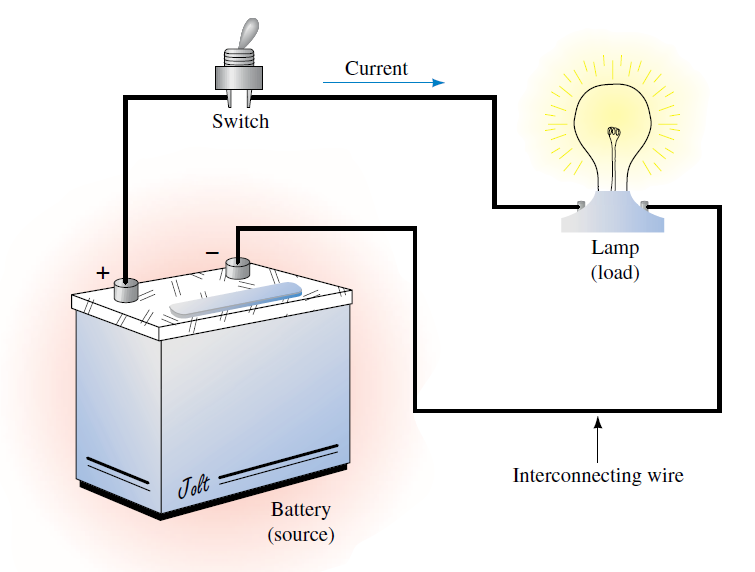 Current
Switch
+
−
Lamp
(load)
Interconnecting wire
Jolt
Battery
(source)